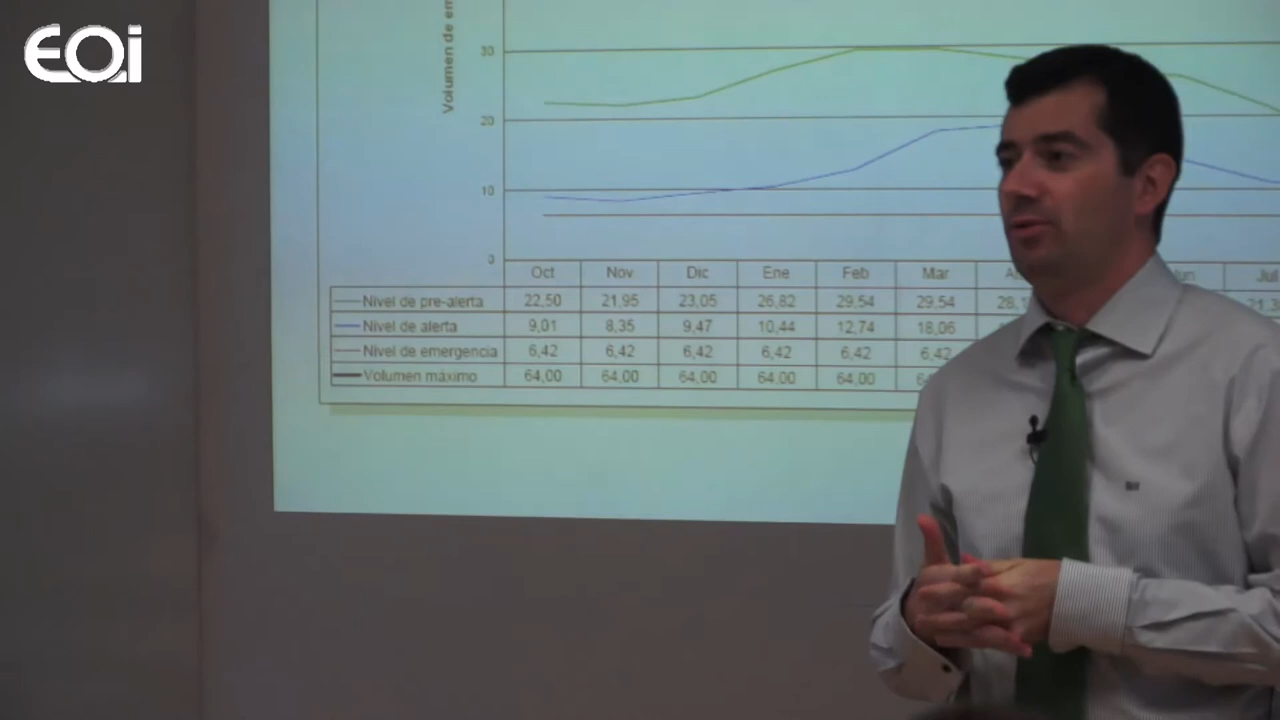 EOi
Volumen de em
30
20
10
0
Oct Nov Dic Ene Feb Mar Jul
Nivel de pre-alerta 22,50 21,95 23,05 26,82 29,54 29,54 28,1
Nivel de alerta 9,01 8,35 9,47 10,44 12,74 18,06
Nivel de emergencia 6,42 6,42 6,42 6,42 6,42 6,42
Volumen máximo 64,00 64,00 64,00 64,00 64,00